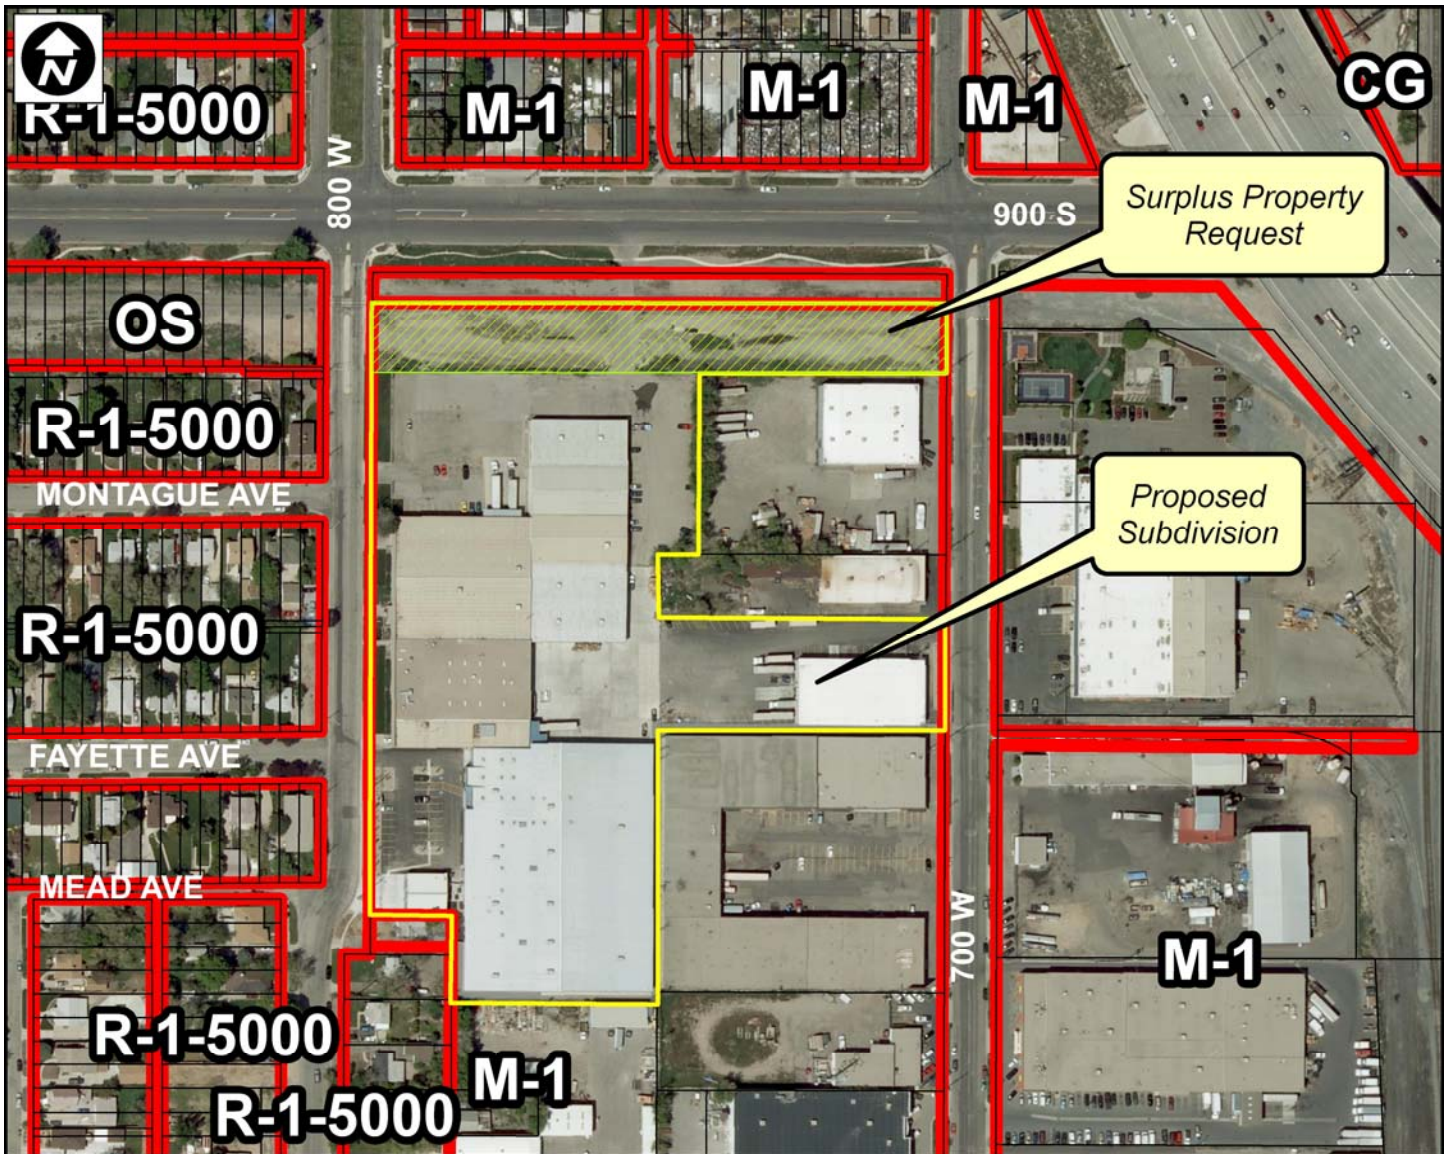 N
R-1-5000
M-1
M-1
M-1
CG
800 W
900 S
Surplus Property
Request
OS
R-1-5000
MONTAGUE AVE
Proposed
Subdivision
R-1-5000
FAYETTE AVE
MEAD AVE
700 W
M-1
R-1-5000
M-1
R-1-5000